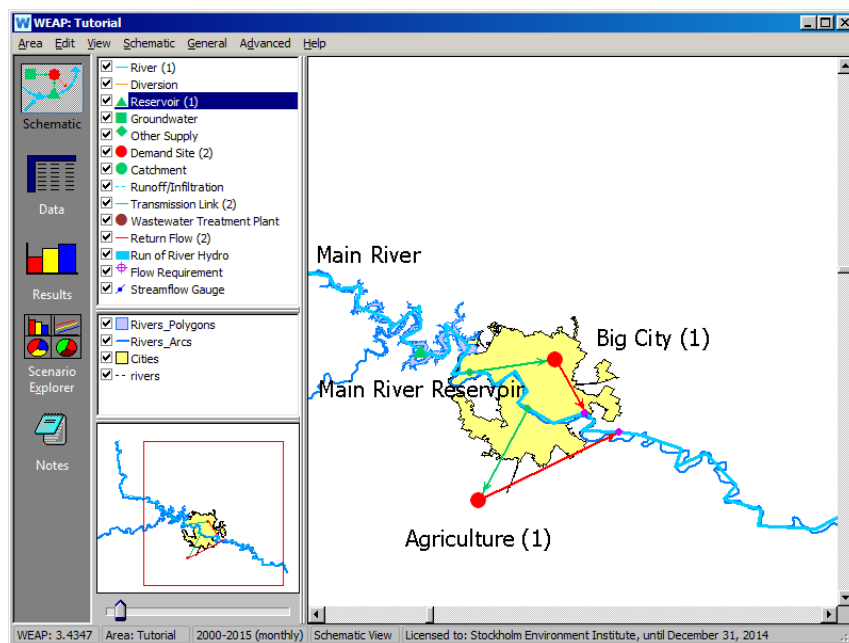 WEAP: Tutorial
Area Edit View Schematic General Advanced Help
Schematic
Data
Results
Scenario
Explorer
Notes
River (1)
Diversion
Reservoir (1)
Groundwater
Other Supply
Demand Site (2)
Catchment
Runoff/Infiltration
Transmission Link (2)
Wastewater Treatment Plant
Return Flow (2)
Run of River Hydro
Flow Requirement
Streamflow Gauge
Rivers_Polygons
Rivers_Arcs
Cities
rivers
Main River
Big City (1)
Main River Reservoir
Agriculture (1)
WEAP: 3.4347 Area: Tutorial 2000-2015 (monthly) Schematic View Licensed to: Stockholm Environment Institute, until December 31, 2014